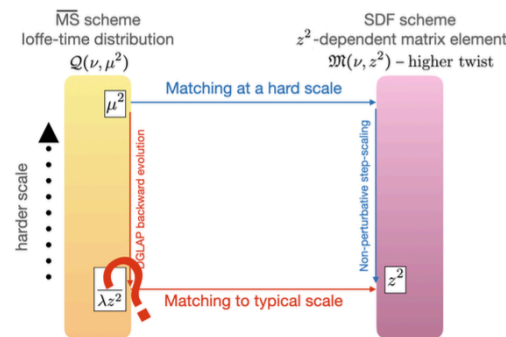 MS scheme
Ioffe-time distribution
Q(ν, μ²)
SDF scheme
z²-dependent matrix element
𝔐(ν, z²) – higher twist
μ²
Matching at a hard scale
harder scale
DGLAP backward evolution
Non-perturbative step-scaling
λz²
?
Matching to typical scale
z²